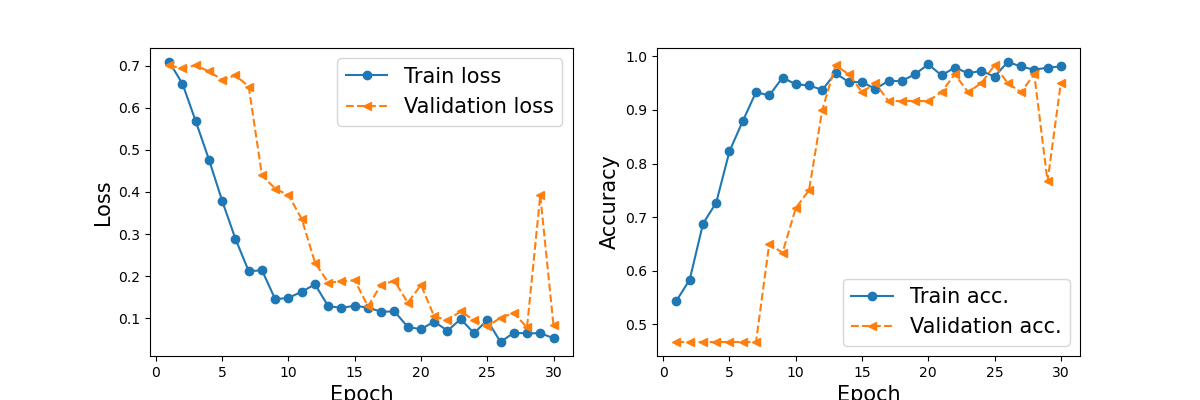 0.7
0.6
0.5
0.4
0.3
0.2
0.1
Loss
Train loss
Validation loss
0 5 10 15 20 25 30
Epoch
1.0
0.9
0.8
0.7
0.6
0.5
Accuracy
Train acc.
Validation acc.
0 5 10 15 20 25 30
Epoch